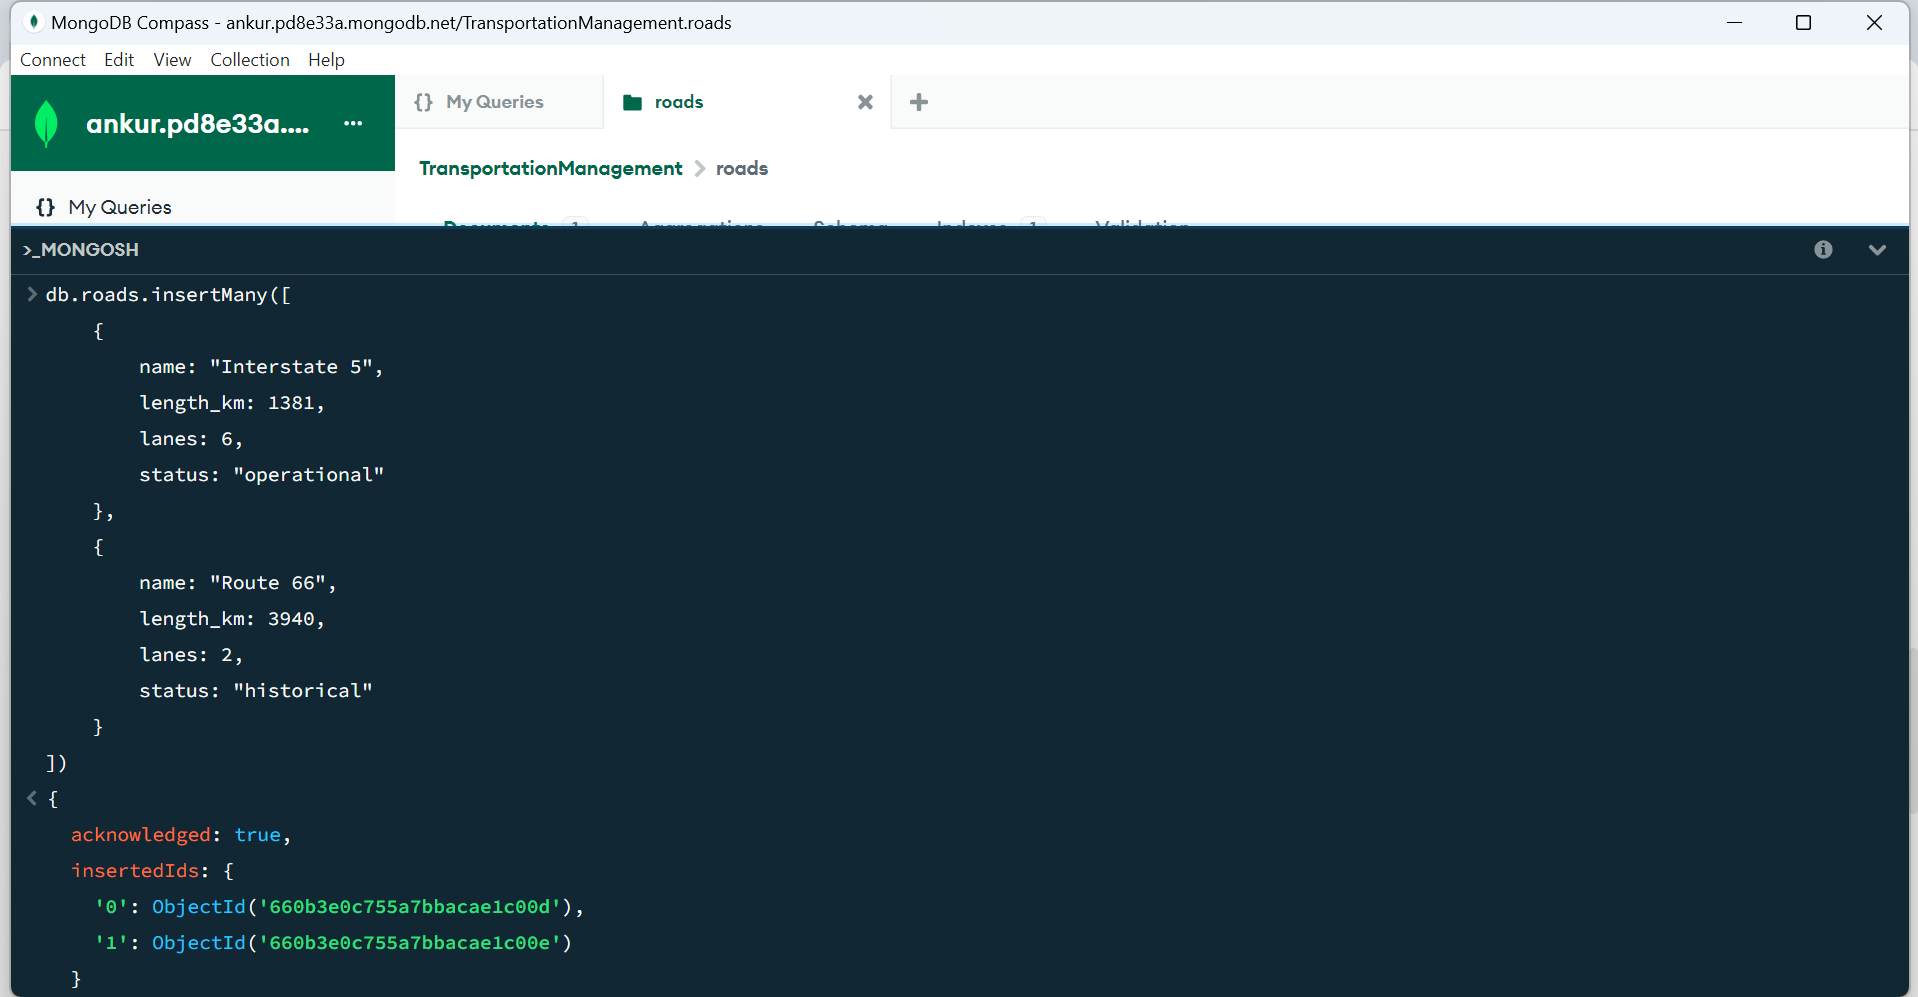 MongoDB Compass - ankur.pd8e33a.mongodb.net/TransportationManagement.roads
Connect Edit View Collection Help
ankur.pd8e33a.... ...
{} My Queries
roads
TransportationManagement > roads
{} My Queries
Documents 1 Aggregations Schema Indexes 1 Validation
>_MONGOSH
> db.roads.insertMany([
{
name: "Interstate 5",
length_km: 1381,
lanes: 6,
status: "operational"
},
{
name: "Route 66",
length_km: 3940,
lanes: 2,
status: "historical"
}
])
< {
acknowledged: true,
insertedIds: {
'0': ObjectId('660b3e0c755a7bbacae1c00d'),
'1': ObjectId('660b3e0c755a7bbacae1c00e')
}